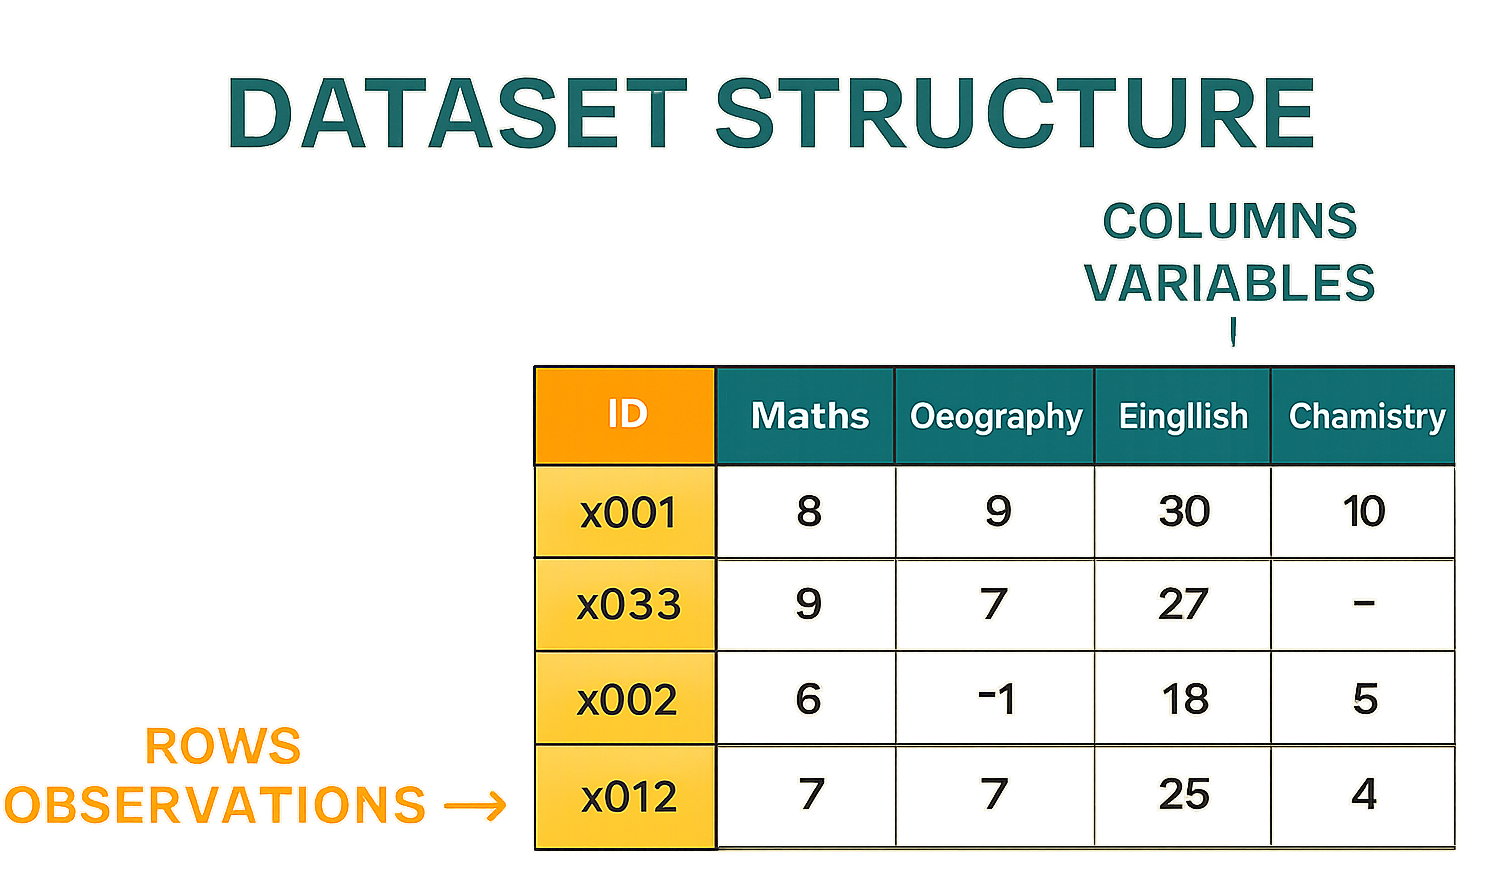 DATASET STRUCTURE
COLUMNS
VARIABLES
ID Maths Oeography Eingllish Chamistry
x001 8 9 30 10
x033 9 7 27 –
x002 6 -1 18 5
x012 7 7 25 4
ROWS
OBSERVATIONS →